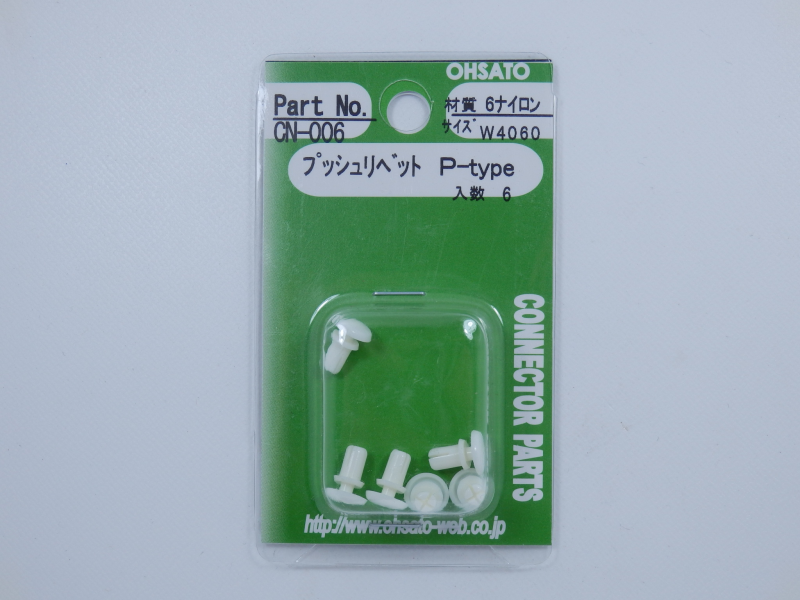 OHSATO
Part No.
CN-006
材質 6ナイロン
サイズ W4060
プッシュリベット P-type
入数 6
CONNECTOR PARTS
http://www.ohsato-web.co.jp